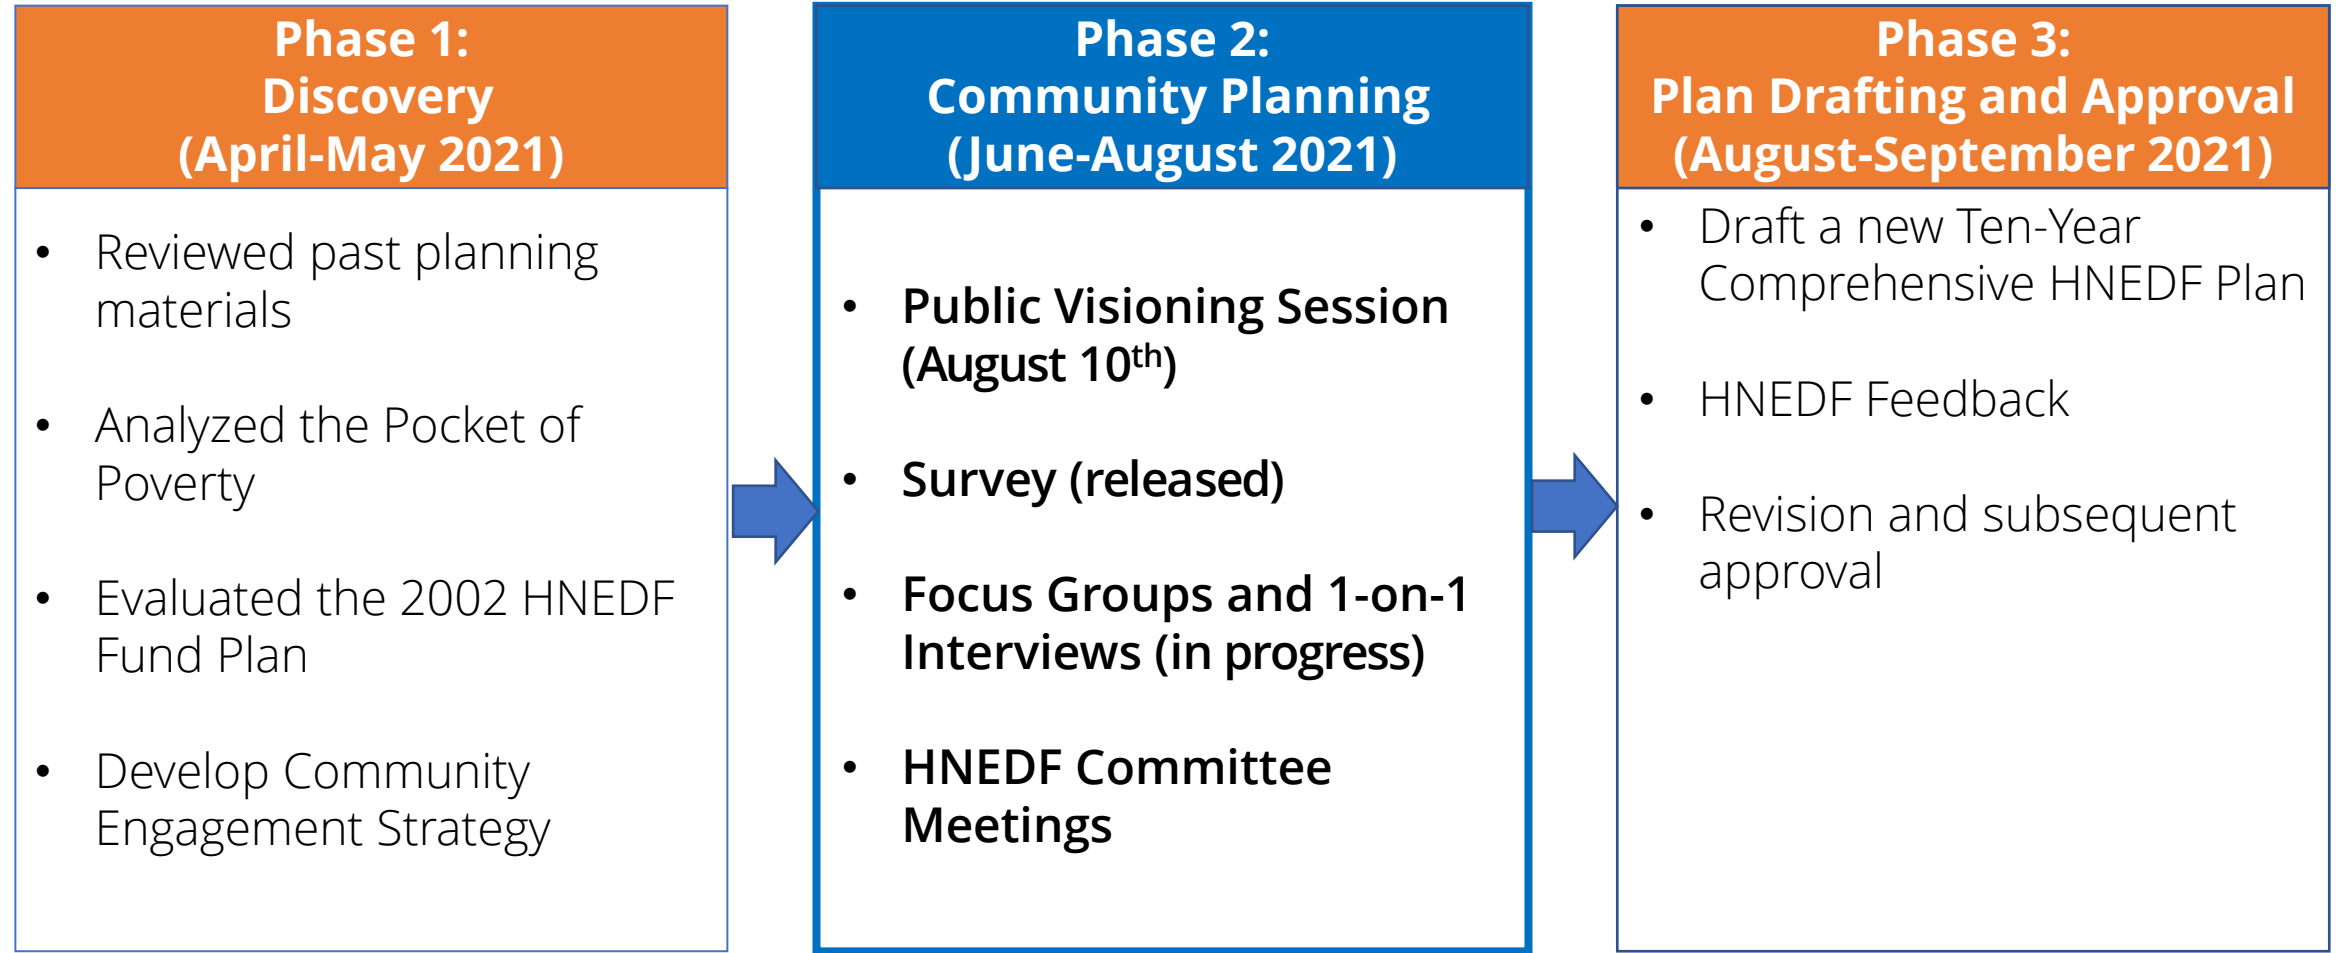 Phase 1:
Discovery
(April-May 2021)
• Reviewed past planning
materials
• Analyzed the Pocket of
Poverty
• Evaluated the 2002 HNEDF
Fund Plan
• Develop Community
Engagement Strategy
Phase 2:
Community Planning
(June-August 2021)
• Public Visioning Session
(August 10th)
• Survey (released)
• Focus Groups and 1-on-1
Interviews (in progress)
• HNEDF Committee
Meetings
Phase 3:
Plan Drafting and Approval
(August-September 2021)
• Draft a new Ten-Year
Comprehensive HNEDF Plan
• HNEDF Feedback
• Revision and subsequent
approval